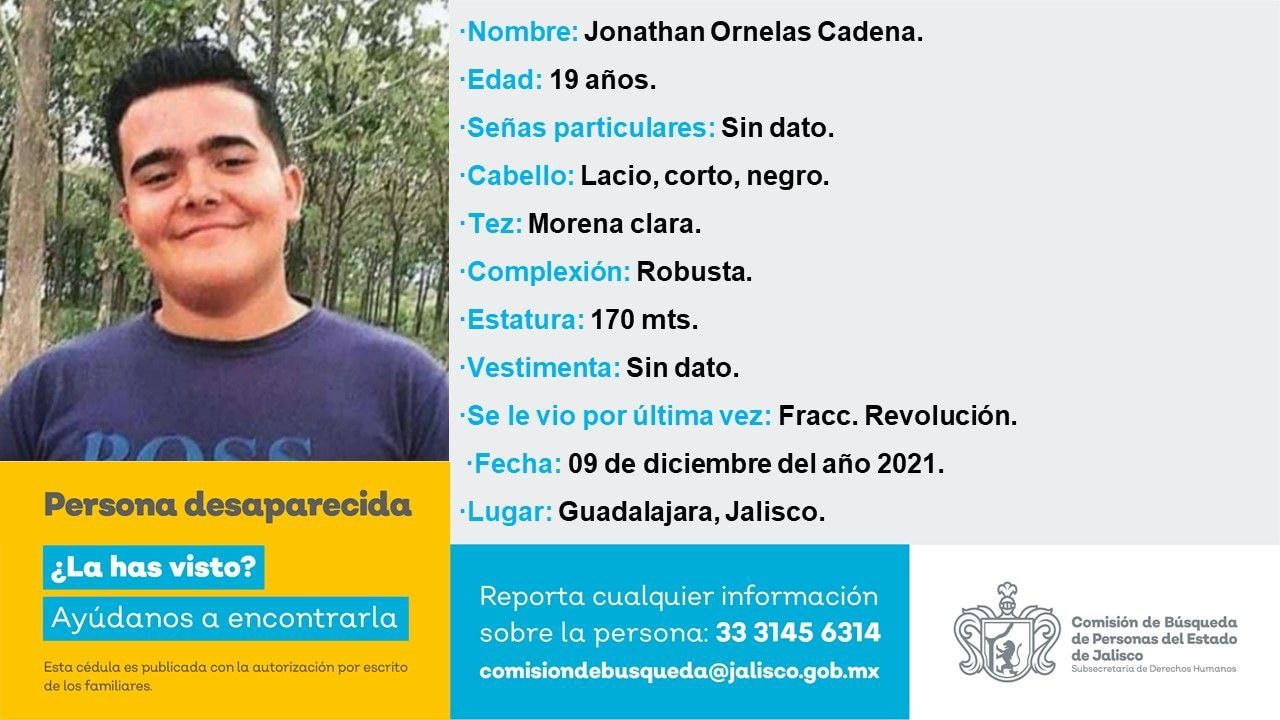 ·Nombre: Jonathan Ornelas Cadena.
·Edad: 19 años.
·Señas particulares: Sin dato.
·Cabello: Lacio, corto, negro.
·Tez: Morena clara.
·Complexión: Robusta.
·Estatura: 170 mts.
·Vestimenta: Sin dato.
·Se le vio por última vez: Fracc. Revolución.
·Fecha: 09 de diciembre del año 2021.
·Lugar: Guadalajara, Jalisco.
BOSS
Persona desaparecida
¿La has visto?
Ayúdanos a encontrarla
Esta cédula es publicada con la autorización por escrito
de los familiares.
Reporta cualquier información
sobre la persona: 33 3145 6314
comisiondebusqueda@jalisco.gob.mx
Comisión de Búsqueda
de Personas del Estado
de Jalisco
Subsecretaría de Derechos Humanos